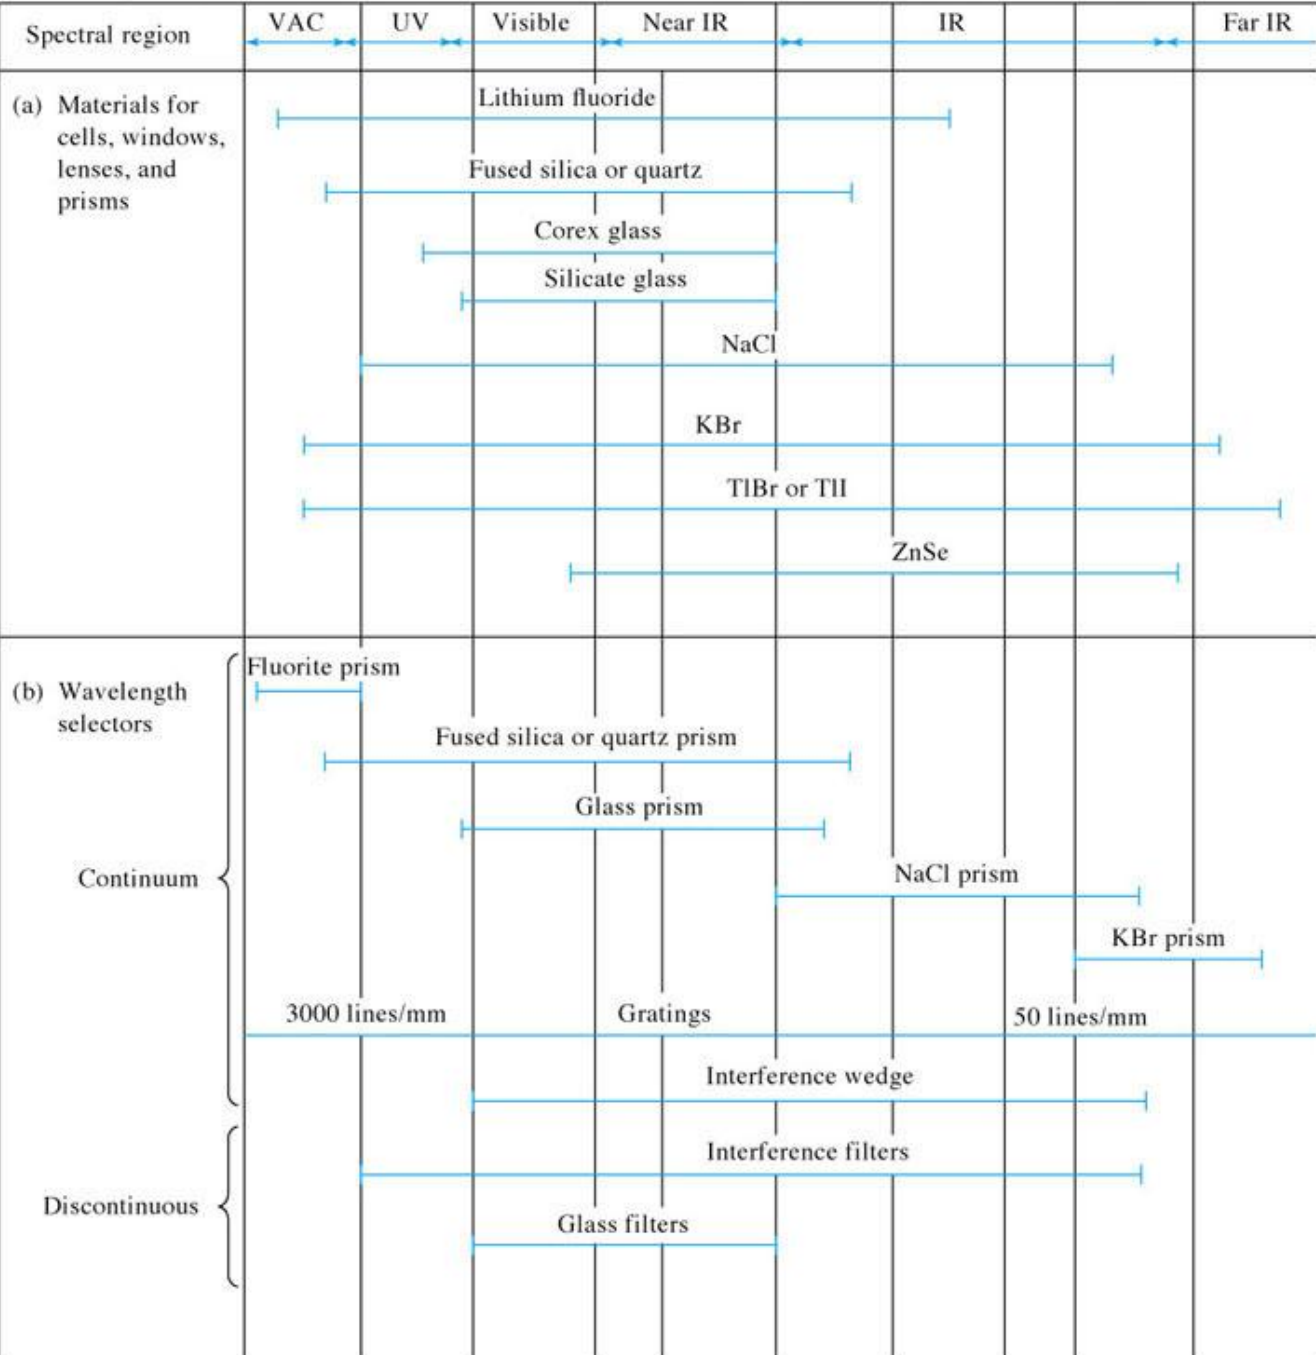 Spectral region
VAC
UV
Visible
Near IR
IR
Far IR
(a) Materials for
cells, windows,
lenses, and
prisms
Lithium fluoride
Fused silica or quartz
Corex glass
Silicate glass
NaCl
KBr
TlBr or TlI
ZnSe
(b) Wavelength
selectors
Continuum
Fluorite prism
Fused silica or quartz prism
Glass prism
NaCl prism
KBr prism
3000 lines/mm
Gratings
50 lines/mm
Interference wedge
Discontinuous
Interference filters
Glass filters